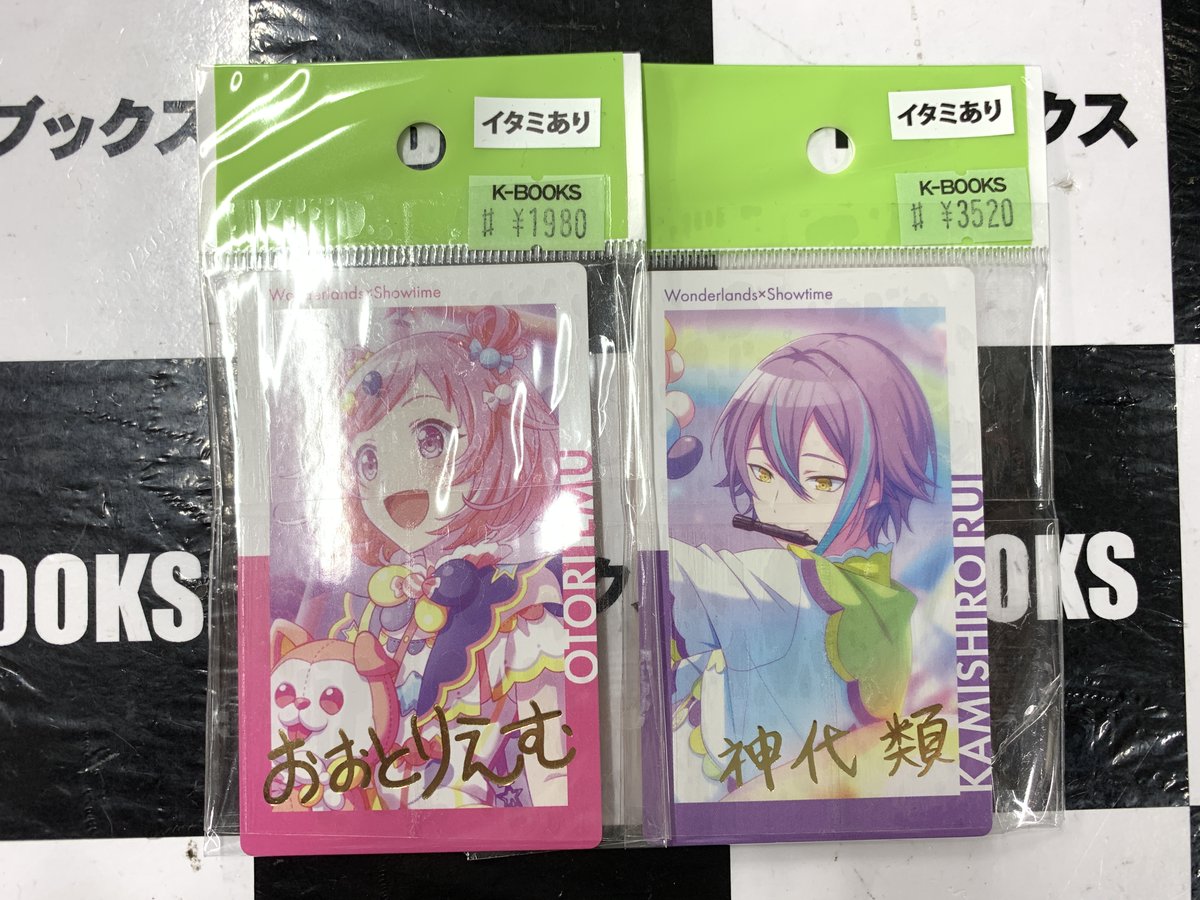 ブックス
イタミあり
K-BOOKS
# ¥1980
Wonderlands×Showtime
OTORI EMU
おおとりえむ
イタミあり
K-BOOKS
# ¥3520
Wonderlands×Showtime
KAMISHIRO RUI
神代 類
クス
OOKS
OKS